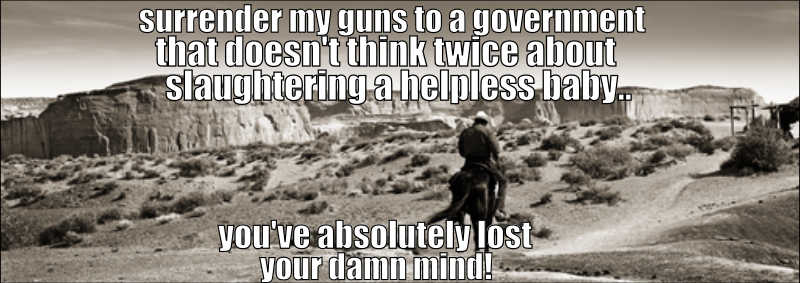 surrender my guns to a government
that doesn't think twice about
slaughtering a helpless baby..
you've absolutely lost
your damn mind!